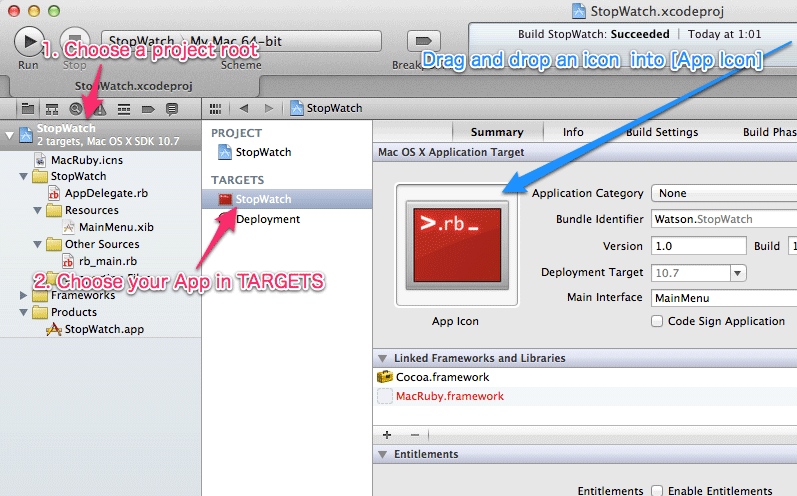 StopWatch.xcodeproj
Run
Stop
StopWatch My Mac 64-bit
Scheme
Build StopWatch: Succeeded | Today at 1:01
1. Choose a project root
Drag and drop an icon into [App Icon]
StopWatch.xcodeproj
StopWatch
StopWatch
2 targets, Mac OS X SDK 10.7
MacRuby.icns
StopWatch
AppDelegate.rb
Resources
MainMenu.xib
Other Sources
rb_main.rb
Frameworks
Products
StopWatch.app
2. Choose your App in TARGETS
PROJECT
StopWatch
TARGETS
StopWatch
Deployment
Summary
Info
Build Settings
Build Phas
Mac OS X Application Target
>.rb_
App Icon
Application Category None
Bundle Identifier Watson.StopWatch
Version 1.0 Build 1
Deployment Target 10.7
Main Interface MainMenu
Code Sign Application
Linked Frameworks and Libraries
Cocoa.framework
MacRuby.framework
+ −
Entitlements
Entitlements Enable Entitlements